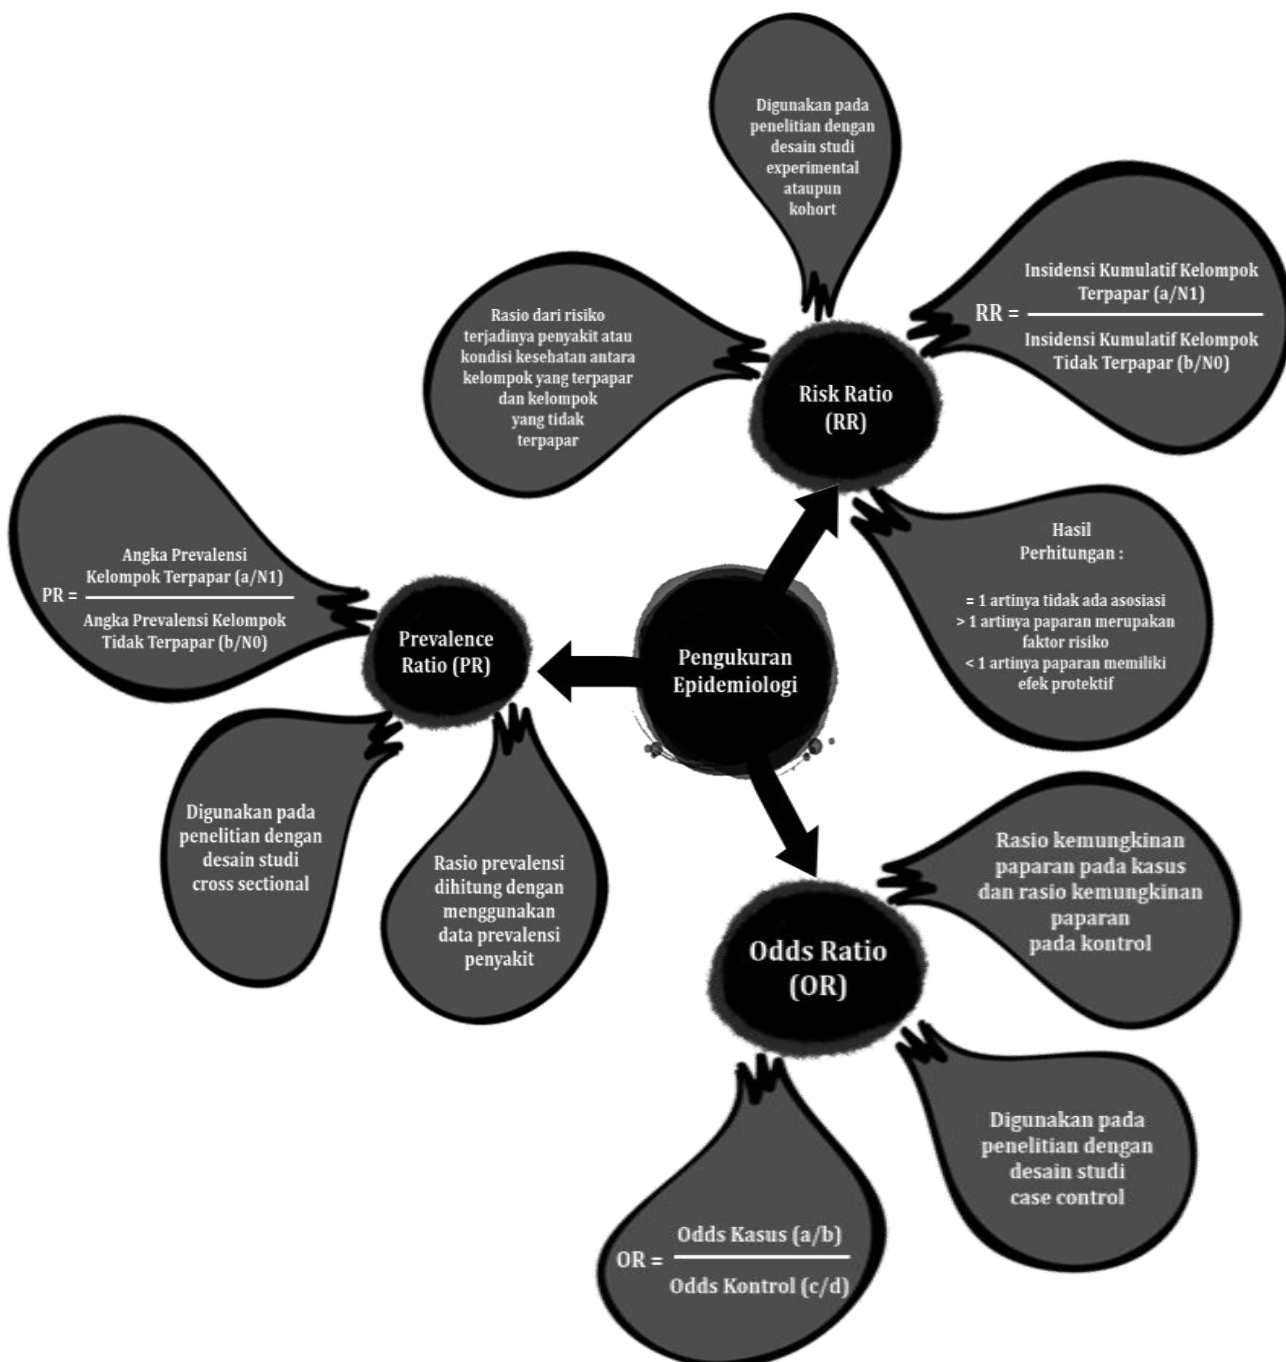 Digunakan pada
penelitian dengan
desain studi
experimental
ataupun
kohort
Insidensi Kumulatif Kelompok
Terpapar (a/N1)
RR =
Insidensi Kumulatif Kelompok
Tidak Terpapar (b/N0)
Rasio dari risiko
terjadinya penyakit atau
kondisi kesehatan antara
kelompok yang terpapar
dan kelompok
yang tidak
terpapar
Risk Ratio
(RR)
Hasil
Perhitungan :
= 1 artinya tidak ada asosiasi
> 1 artinya paparan merupakan
faktor risiko
< 1 artinya paparan memiliki
efek protektif
Angka Prevalensi
Kelompok Terpapar (a/N1)
PR =
Angka Prevalensi Kelompok
Tidak Terpapar (b/N0)
Prevalence
Ratio (PR)
Pengukuran
Epidemiologi
Digunakan pada
penelitian dengan
desain studi
cross sectional
Rasio prevalensi
dihitung dengan
menggunakan
data prevalensi
penyakit
Rasio kemungkinan
paparan pada kasus
dan rasio kemungkinan
paparan
pada kontrol
Odds Ratio
(OR)
Digunakan pada
penelitian dengan
desain studi
case control
Odds Kasus (a/b)
OR =
Odds Kontrol (c/d)